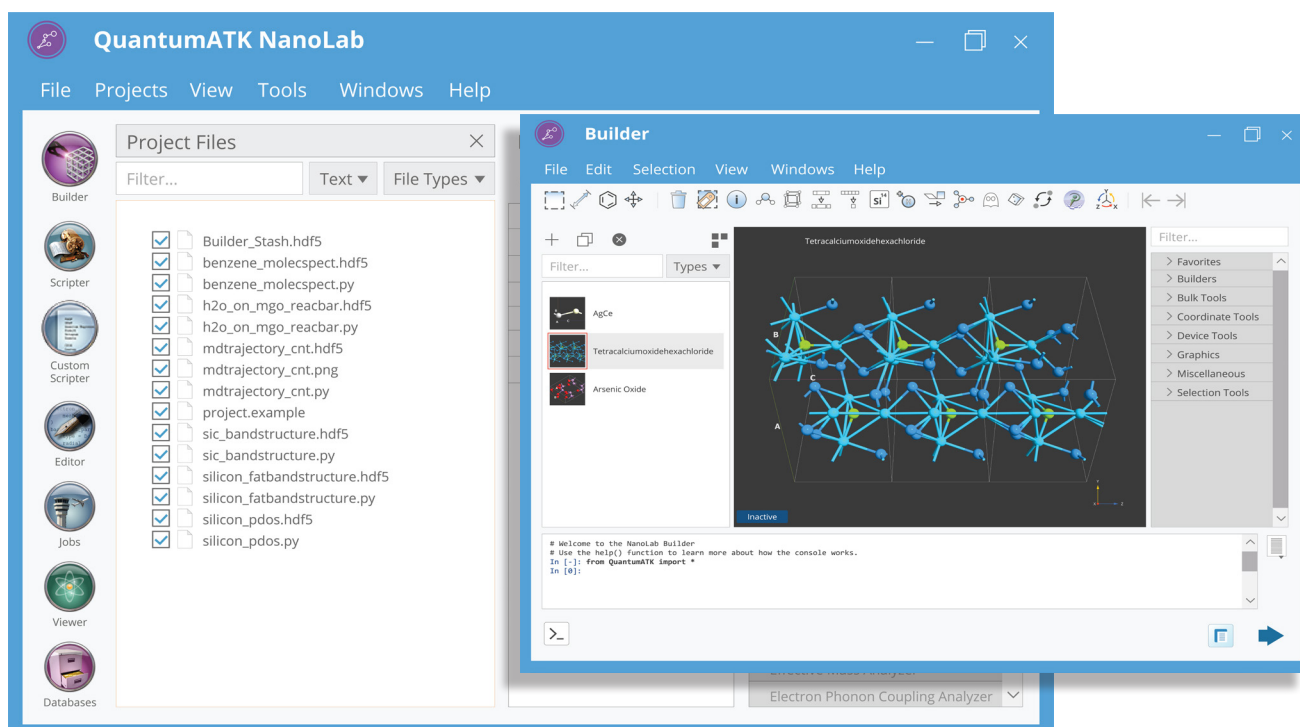 QuantumATK NanoLab
File Projects View Tools Windows Help
Project Files
Filter... Text File Types
Builder
Scripter
Custom
Scripter
Editor
Jobs
Viewer
Databases
Builder_Stash.hdf5
benzene_molecspect.hdf5
benzene_molecspect.py
h2o_on_mgo_reacbar.hdf5
h2o_on_mgo_reacbar.py
mdtrajectory_cnt.hdf5
mdtrajectory_cnt.png
mdtrajectory_cnt.py
project.example
sic_bandstructure.hdf5
sic_bandstructure.py
silicon_fatbandstructure.hdf5
silicon_fatbandstructure.py
silicon_pdos.hdf5
silicon_pdos.py
Builder
File Edit Selection View Windows Help
Si
Filter... Types
AgCe
Tetracalciumoxidehexachloride
Arsenic Oxide
Tetracalciumoxidehexachloride
B
C
A
Inactive
Filter...
> Favorites
> Builders
> Bulk Tools
> Coordinate Tools
> Device Tools
> Graphics
> Miscellaneous
> Selection Tools
# Welcome to the NanoLab Builder
# Use the help() function to learn more about how the console works.
In [-]: from QuantumATK import *
In [0]:
>_
Electron Phonon Coupling Analyzer